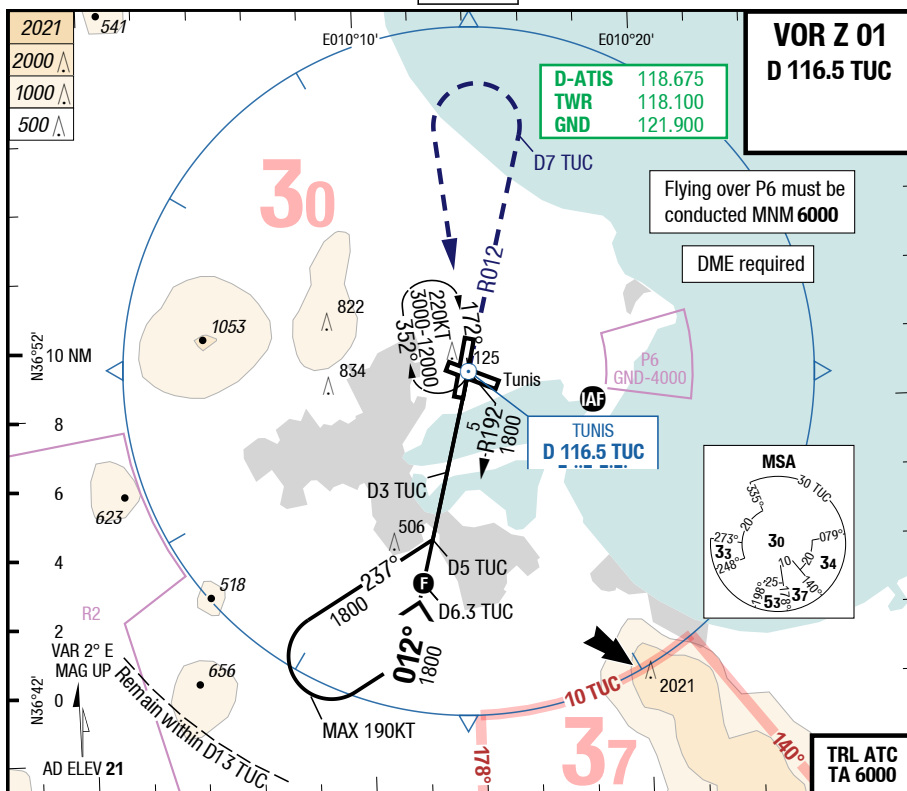 2021
2000
1000
500
541
E010°10'
E010°20'
VOR Z 01
D 116.5 TUC
D-ATIS 118.675
TWR 118.100
GND 121.900
D7 TUC
30
Flying over P6 must be
conducted MNM 6000
DME required
R012
822
1053
834
220KT
3000-12000
352°
172°
125
Tunis
P6
GND-4000
IAF
N36°52'
10 NM
8
6
4
2
0
N36°42'
5
R192
1800
TUNIS
D 116.5 TUC
D3 TUC
623
506
237°
1800
D5 TUC
F
D6.3 TUC
518
R2
VAR 2° E
MAG UP
656
012°
1800
MAX 190KT
Remain within D13 TUC
AD ELEV 21
MSA
30 TUC
335°
20
273°
33
248°
30
079°
20
34
10
140°
25
198°
53
178°
37
2021
10 TUC
178°
37
140°
TRL ATC
TA 6000